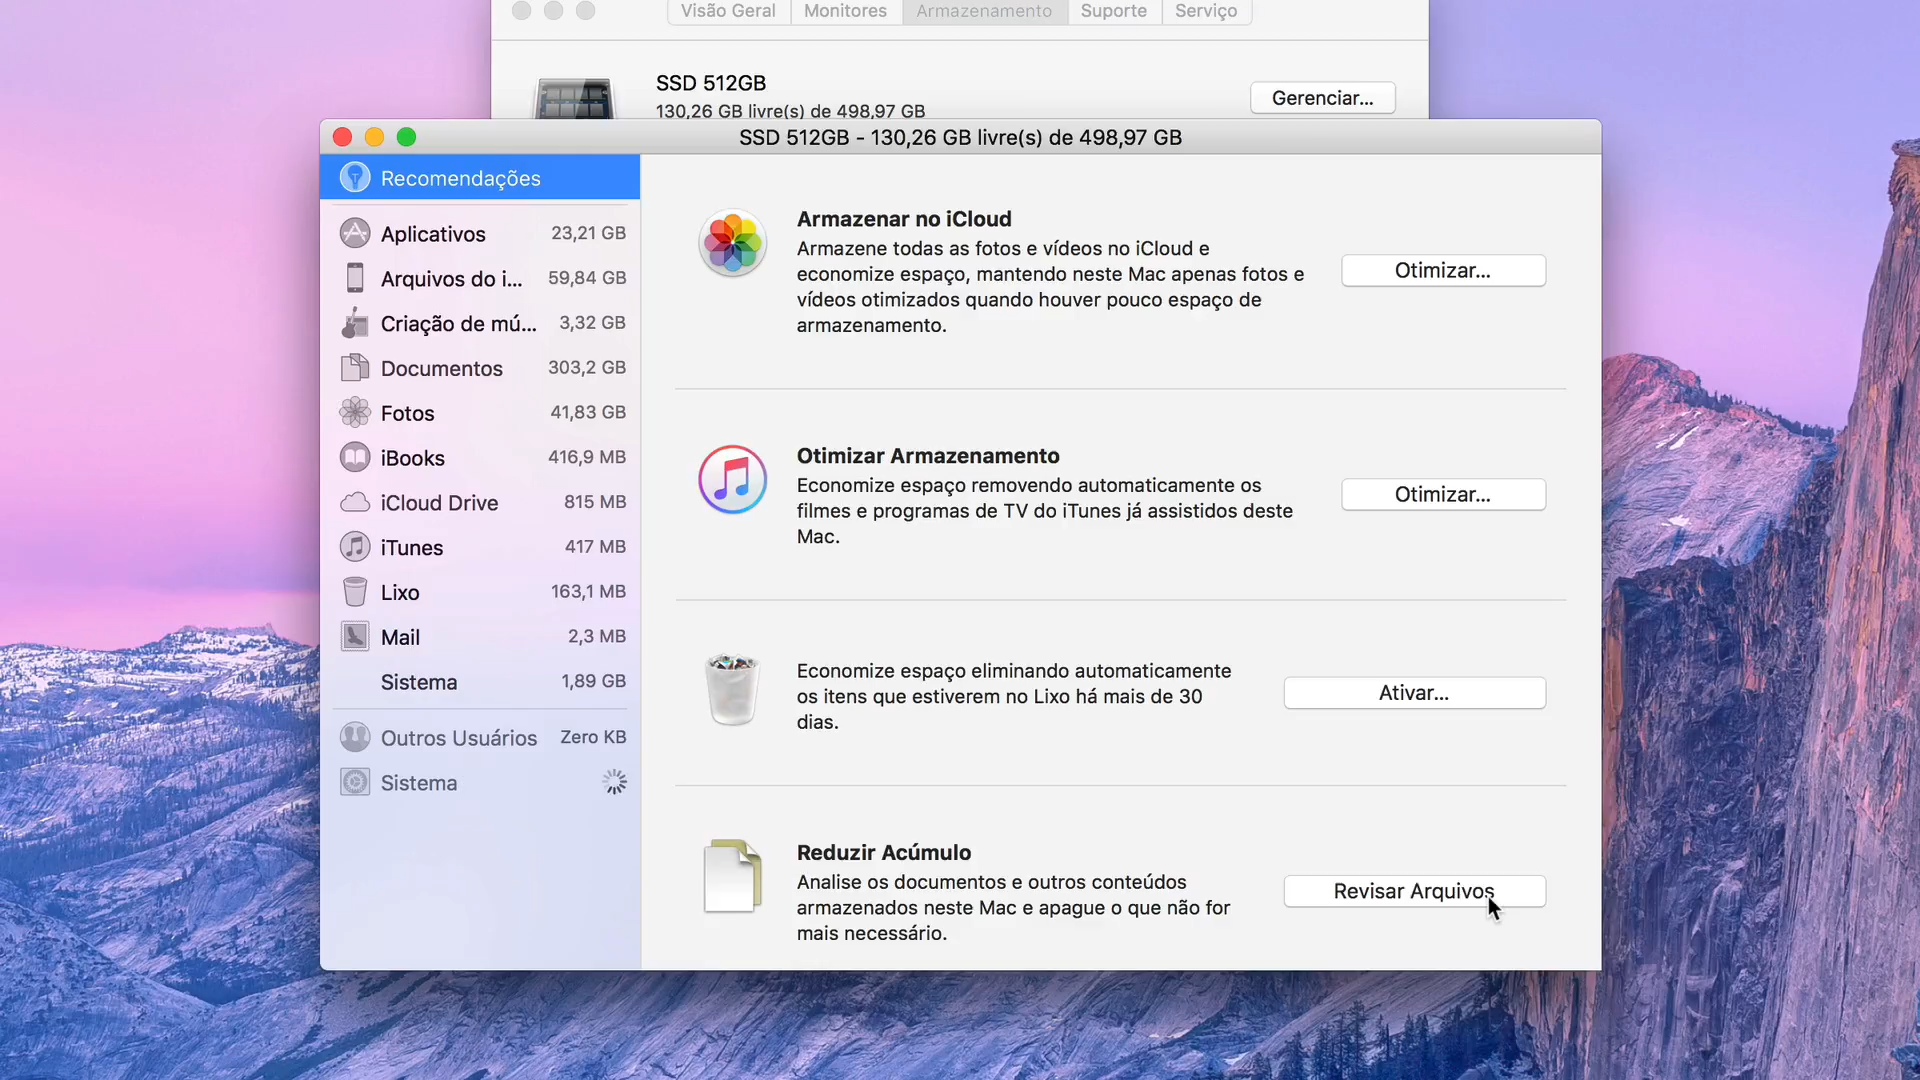 Visão Geral
Monitores
Armazenamento
Suporte
Serviço
SSD 512GB
130,26 GB livre(s) de 498,97 GB
Gerenciar...
SSD 512GB - 130,26 GB livre(s) de 498,97 GB
Recomendações
Aplicativos 23,21 GB
Arquivos do i... 59,84 GB
Criação de mú... 3,32 GB
Documentos 303,2 GB
Fotos 41,83 GB
iBooks 416,9 MB
iCloud Drive 815 MB
iTunes 417 MB
Lixo 163,1 MB
Mail 2,3 MB
Sistema 1,89 GB
Outros Usuários Zero KB
Sistema
Armazenar no iCloud
Armazene todas as fotos e vídeos no iCloud e
economize espaço, mantendo neste Mac apenas fotos e
vídeos otimizados quando houver pouco espaço de
armazenamento.
Otimizar...
Otimizar Armazenamento
Economize espaço removendo automaticamente os
filmes e programas de TV do iTunes já assistidos deste
Mac.
Otimizar...
Economize espaço eliminando automaticamente
os itens que estiverem no Lixo há mais de 30
dias.
Ativar...
Reduzir Acúmulo
Analise os documentos e outros conteúdos
armazenados neste Mac e apague o que não for
mais necessário.
Revisar Arquivos